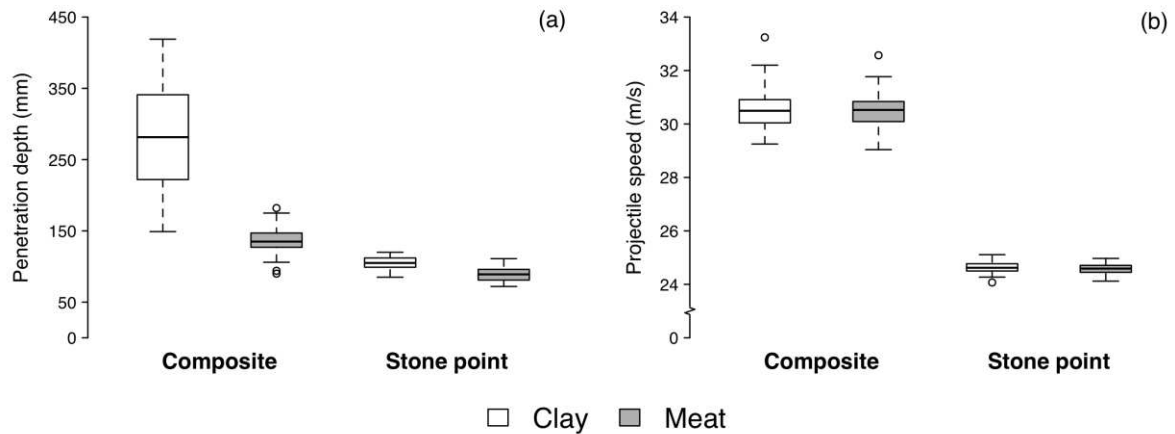 (a)
Penetration depth (mm)
450
350
250
150
50
0
Composite
Stone point
(b)
Projectile speed (m/s)
34
32
30
28
26
24
0
Composite
Stone point
Clay
Meat